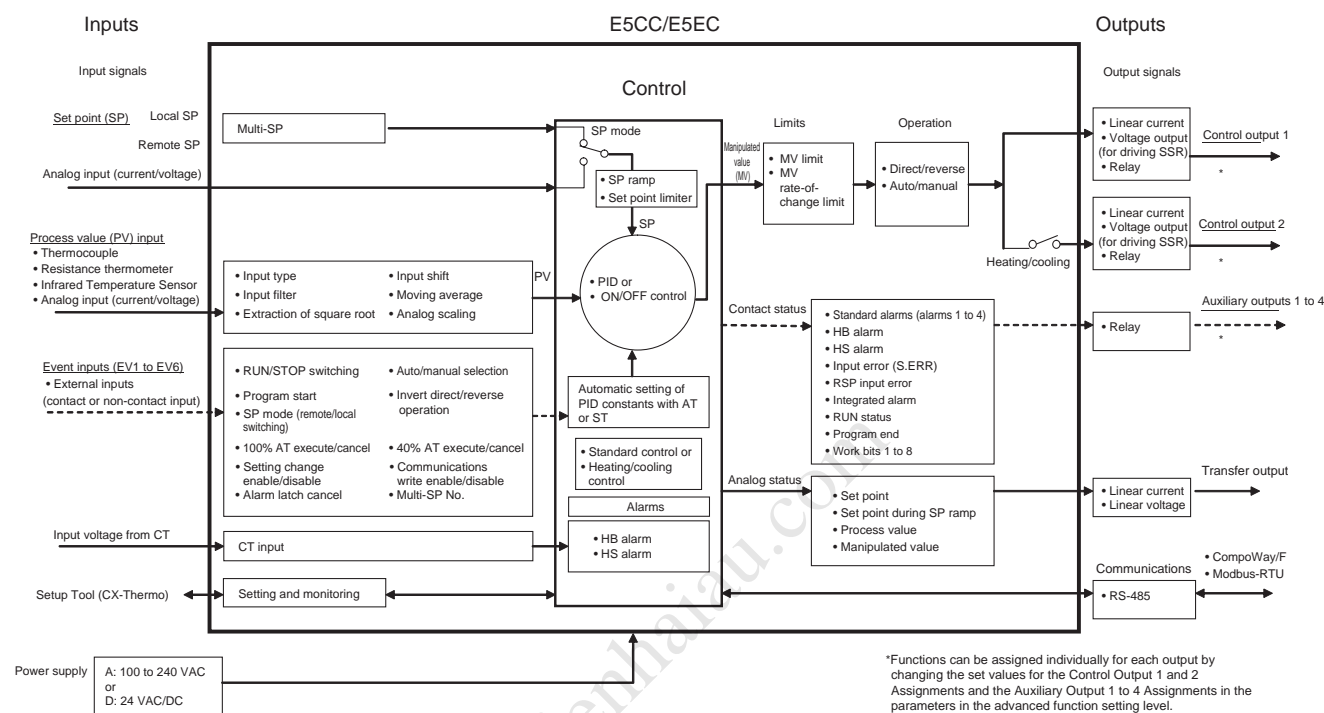 Inputs
E5CC/E5EC
Outputs
Input signals
Output signals
Control
Set point (SP)
Local SP
Remote SP
Multi-SP
SP mode
Analog input (current/voltage)
• SP ramp
• Set point limiter
SP
Manipulated
value
(MV)
Limits
• MV limit
• MV
rate-of-
change limit
Operation
• Direct/reverse
• Auto/manual
• Linear current
• Voltage output
(for driving SSR)
• Relay
Control output 1
*
• Linear current
• Voltage output
(for driving SSR)
• Relay
Control output 2
*
Heating/cooling
Process value (PV) input
• Thermocouple
• Resistance thermometer
• Infrared Temperature Sensor
• Analog input (current/voltage)
• Input type
• Input filter
• Extraction of square root
• Input shift
• Moving average
• Analog scaling
PV
• PID or
• ON/OFF control
Contact status
• Standard alarms (alarms 1 to 4)
• HB alarm
• HS alarm
• Input error (S.ERR)
• RSP input error
• Integrated alarm
• RUN status
• Program end
• Work bits 1 to 8
• Relay
Auxiliary outputs 1 to 4
*
Event inputs (EV1 to EV6)
• External inputs
(contact or non-contact input)
• RUN/STOP switching
• Program start
• SP mode (remote/local
switching)
• 100% AT execute/cancel
• Setting change
enable/disable
• Alarm latch cancel
• Auto/manual selection
• Invert direct/reverse
operation
• 40% AT execute/cancel
• Communications
write enable/disable
• Multi-SP No.
Automatic setting of
PID constants with AT
or ST
• Standard control or
• Heating/cooling
control
Alarms
• HB alarm
• HS alarm
Analog status
• Set point
• Set point during SP ramp
• Process value
• Manipulated value
• Linear current
• Linear voltage
Transfer output
Input voltage from CT
CT input
Setup Tool (CX-Thermo)
Setting and monitoring
Communications
• RS-485
• CompoWay/F
• Modbus-RTU
Power supply
A: 100 to 240 VAC
or
D: 24 VAC/DC
*Functions can be assigned individually for each output by
changing the set values for the Control Output 1 and 2
Assignments and the Auxiliary Output 1 to 4 Assignments in the
parameters in the advanced function setting level.